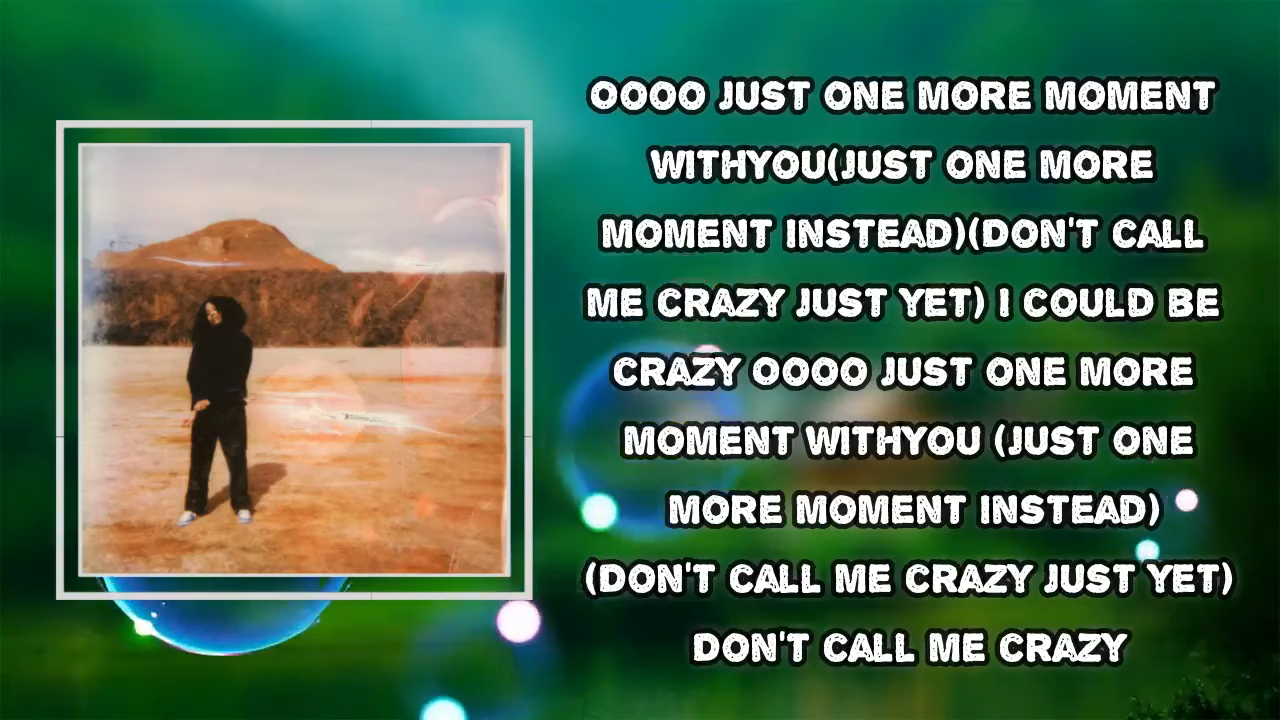 OOOO JUST ONE MORE MOMENT
WITHYOU(JUST ONE MORE
MOMENT INSTEAD)(DON'T CALL
ME CRAZY JUST YET) I COULD BE
CRAZY OOOO JUST ONE MORE
MOMENT WITHYOU (JUST ONE
MORE MOMENT INSTEAD)
(DON'T CALL ME CRAZY JUST YET)
DON'T CALL ME CRAZY